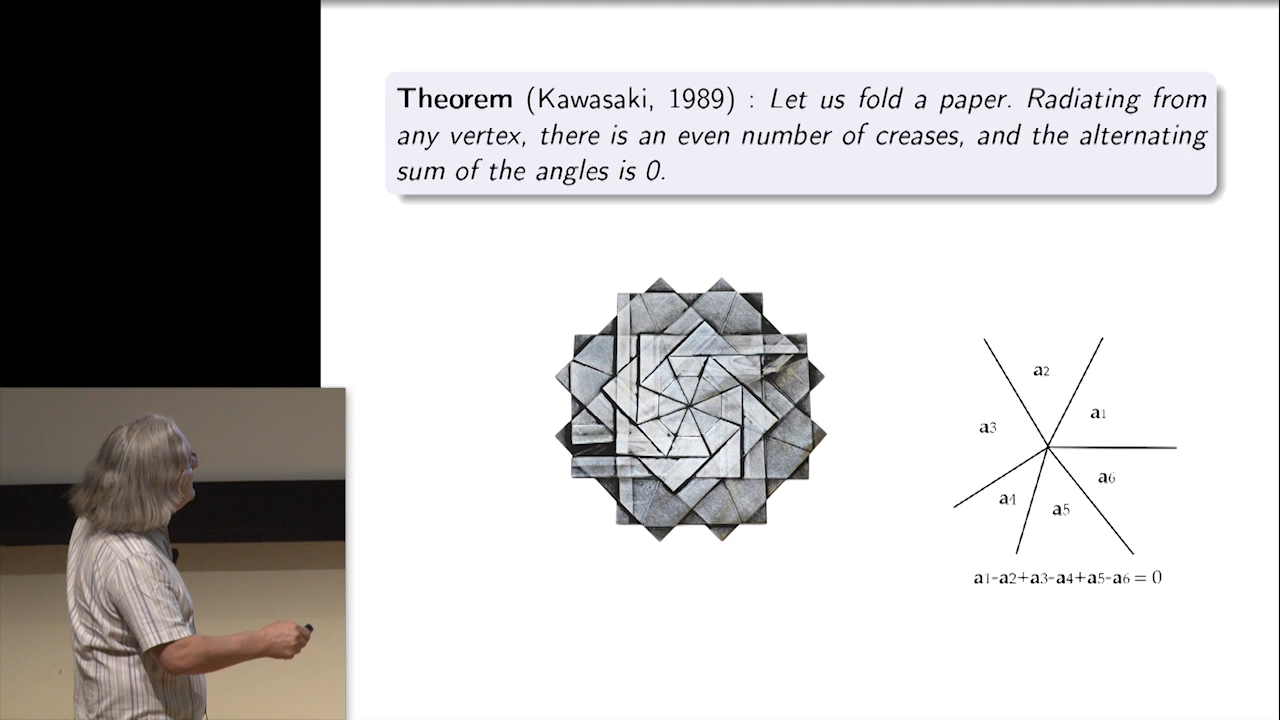 Theorem (Kawasaki, 1989) : Let us fold a paper. Radiating from
any vertex, there is an even number of creases, and the alternating
sum of the angles is 0.
a2
a1
a3
a6
a4
a5
a1-a2+a3-a4+a5-a6 = 0